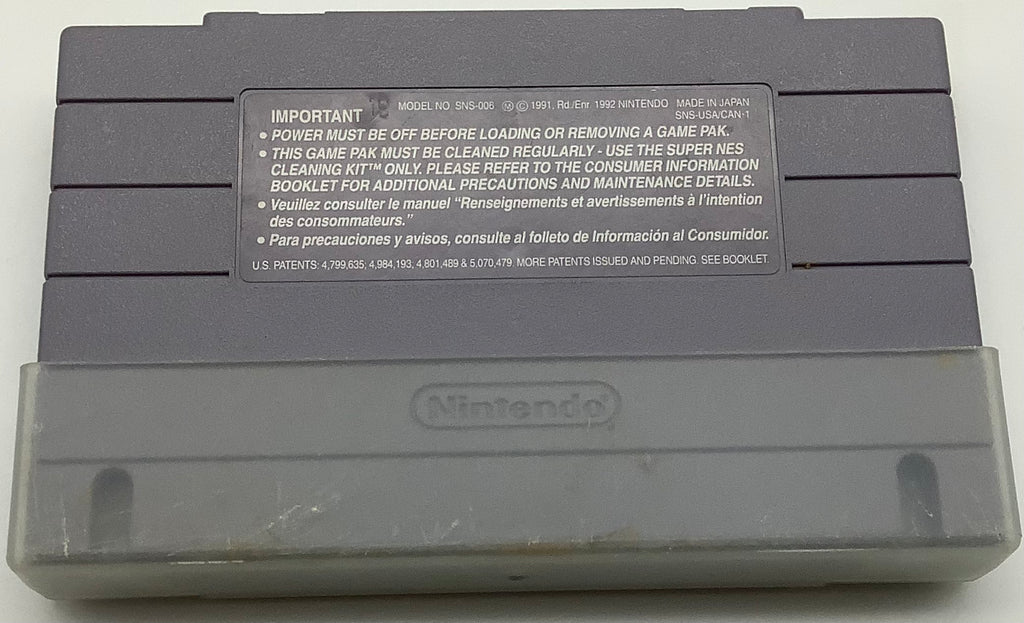 IMPORTANT 18 MODEL NO SNS-006 Ⓜ © 1991, Rd./Enr 1992 NINTENDO MADE IN JAPAN
SNS-USA/CAN-1
• POWER MUST BE OFF BEFORE LOADING OR REMOVING A GAME PAK.
• THIS GAME PAK MUST BE CLEANED REGULARLY - USE THE SUPER NES
CLEANING KIT™ ONLY. PLEASE REFER TO THE CONSUMER INFORMATION
BOOKLET FOR ADDITIONAL PRECAUTIONS AND MAINTENANCE DETAILS.
• Veuillez consulter le manuel “Renseignements et avertissements à l'intention
des consommateurs.”
• Para precauciones y avisos, consulte al folleto de Información al Consumidor.
U.S. PATENTS: 4,799,635; 4,984,193, 4,801,489 & 5,070,479. MORE PATENTS ISSUED AND PENDING. SEE BOOKLET.
Nintendo